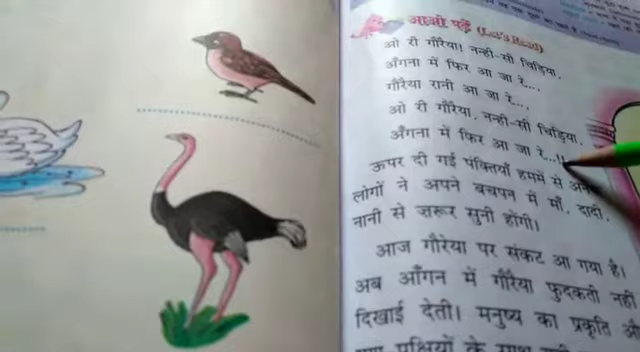 आओ पढ़ें (Let's Read)
ओ री गौरैया! नन्ही-सी चिड़िया,
अँगना में फिर आ जा रे....
गौरैया रानी आ जा रे...,
ओ री गौरैया, नन्ही-सी चिड़िया,
अँगना में फिर आ जा रे...!!
ऊपर दी गई पंक्तियाँ हममें से
लोगों ने अपने बचपन में माँ, दादी,
नानी से ज़रूर सुनी होंगी।
आज गौरैया पर संकट आ गया है।
अब आँगन में गौरैया फुदकती नहीं
दिखाई देती। मनुष्य का प्रकृति
पक्षियों के साथ